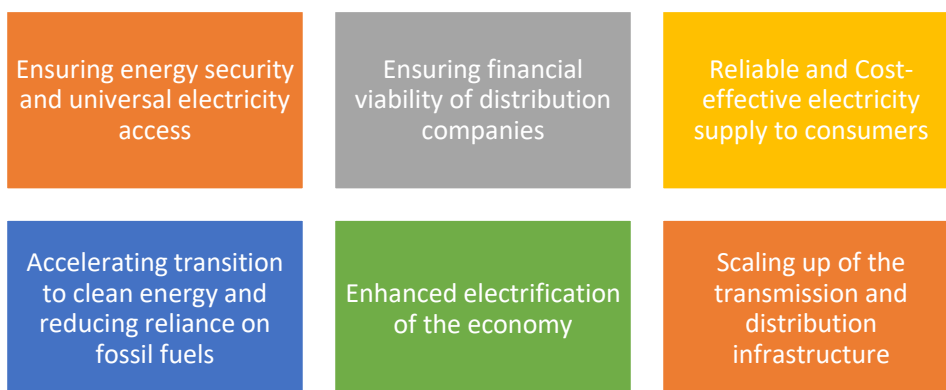 Ensuring energy security
and universal electricity
access
Ensuring financial
viability of distribution
companies
Reliable and Cost-
effective electricity
supply to consumers
Accelerating transition
to clean energy and
reducing reliance on
fossil fuels
Enhanced electrification
of the economy
Scaling up of the
transmission and
distribution
infrastructure